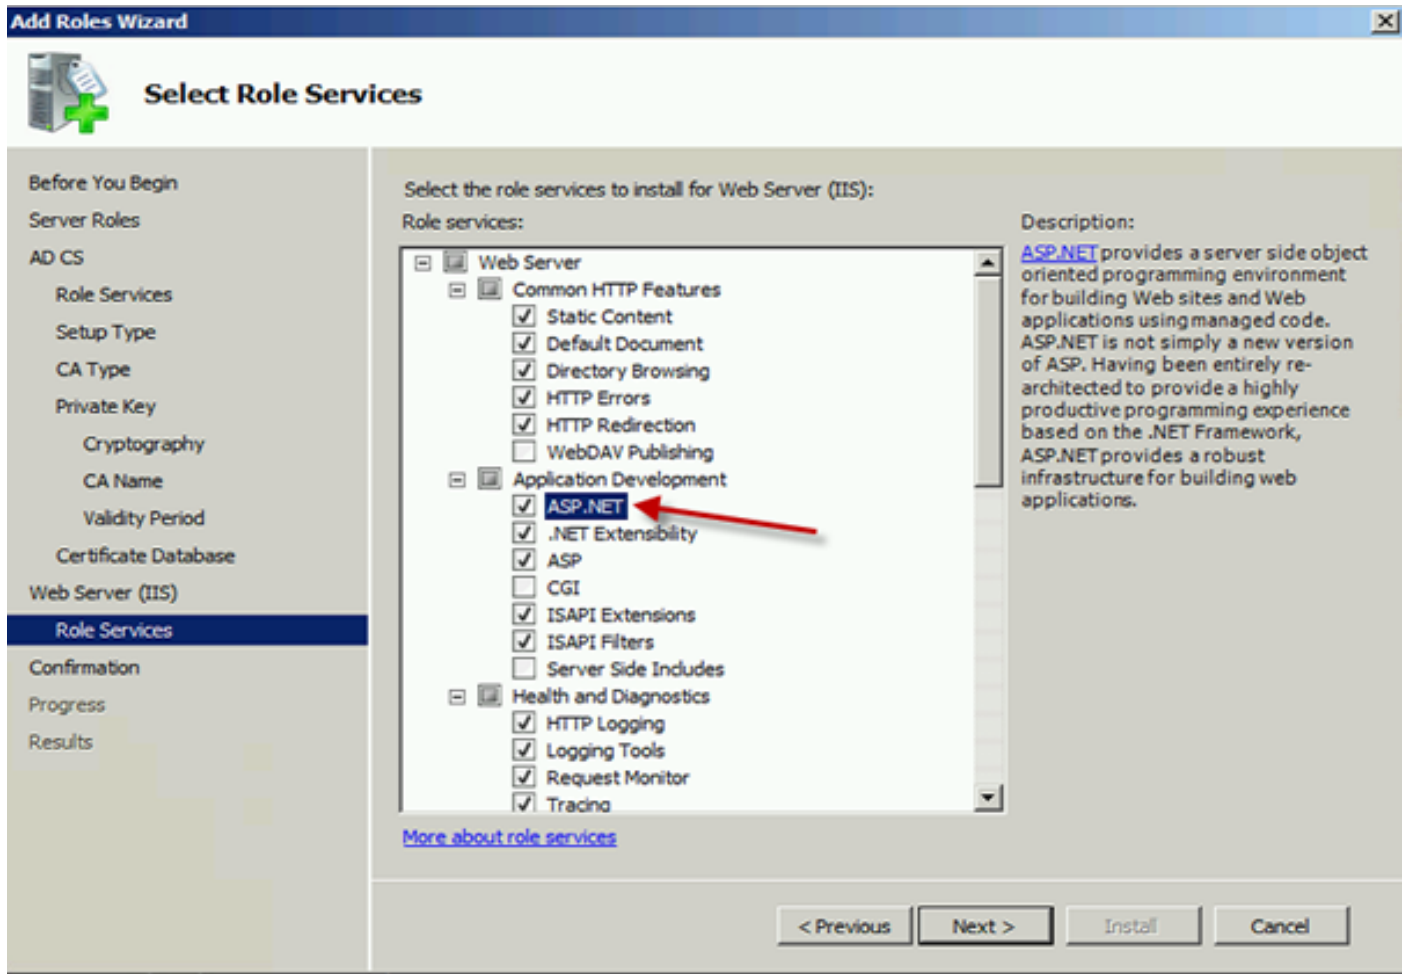 Add Roles Wizard
Select Role Services
Before You Begin
Server Roles
AD CS
Role Services
Setup Type
CA Type
Private Key
Cryptography
CA Name
Validity Period
Certificate Database
Web Server (IIS)
Role Services
Confirmation
Progress
Results
Select the role services to install for Web Server (IIS):
Role services:
Web Server
Common HTTP Features
Static Content
Default Document
Directory Browsing
HTTP Errors
HTTP Redirection
WebDAV Publishing
Application Development
ASP.NET
.NET Extensibility
ASP
CGI
ISAPI Extensions
ISAPI Filters
Server Side Includes
Health and Diagnostics
HTTP Logging
Logging Tools
Request Monitor
Tracing
More about role services
Description:
ASP.NET provides a server side object
oriented programming environment
for building Web sites and Web
applications using managed code.
ASP.NET is not simply a new version
of ASP. Having been entirely re-
architected to provide a highly
productive programming experience
based on the .NET Framework,
ASP.NET provides a robust
infrastructure for building web
applications.
< Previous
Next >
Install
Cancel